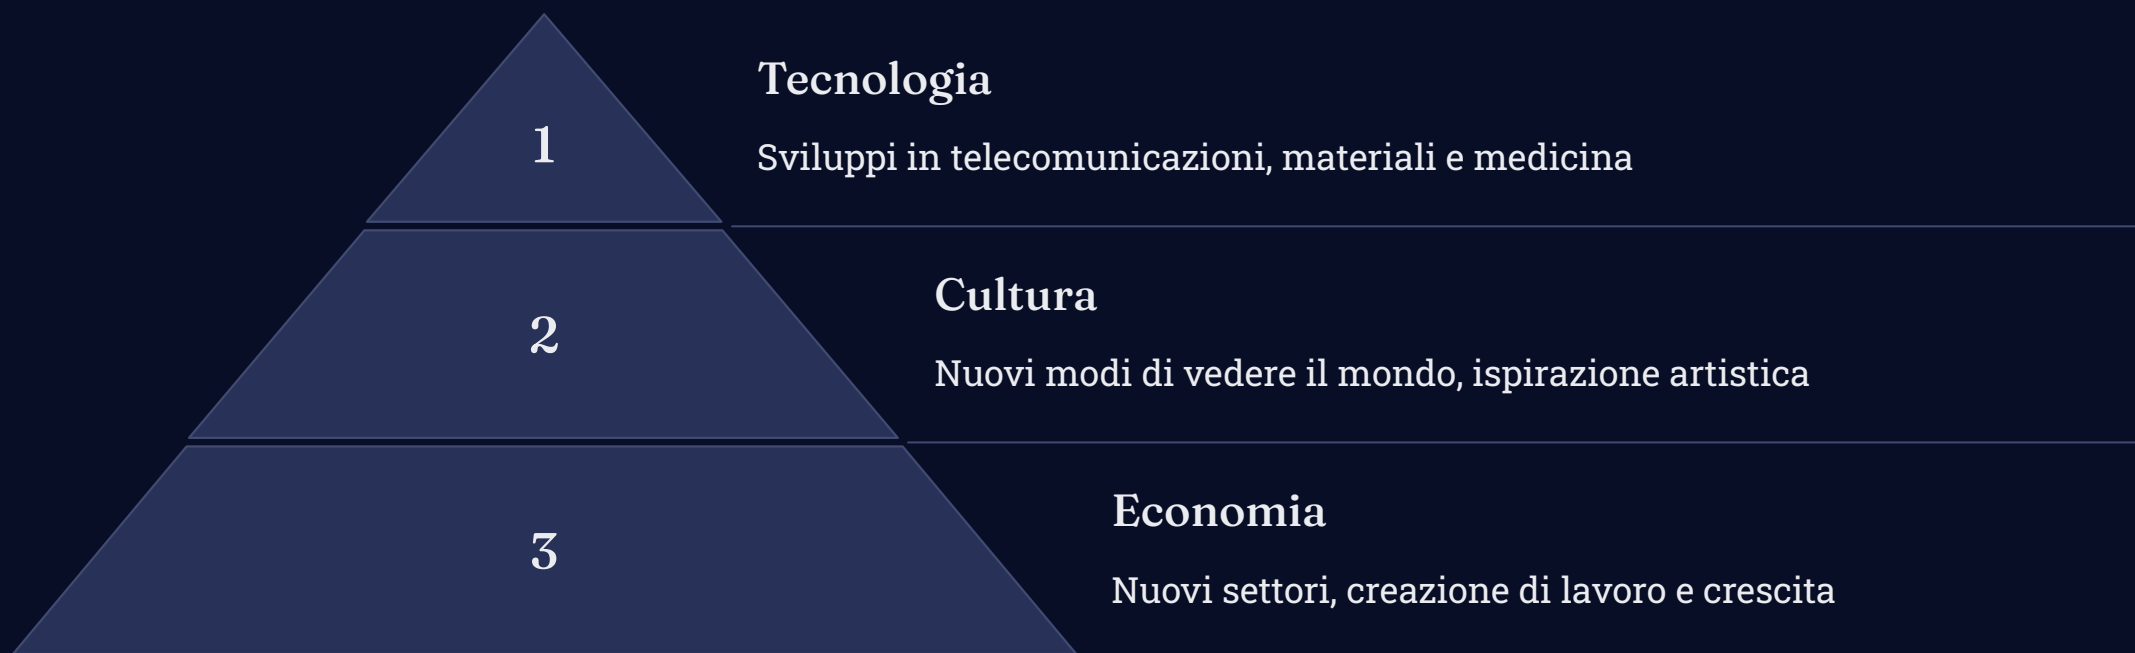 1
Tecnologia
Sviluppi in telecomunicazioni, materiali e medicina
2
Cultura
Nuovi modi di vedere il mondo, ispirazione artistica
3
Economia
Nuovi settori, creazione di lavoro e crescita